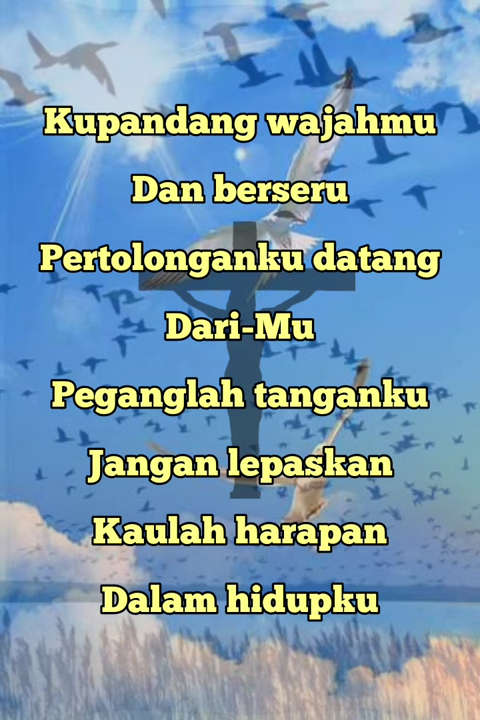 Kupandang wajahmu
Dan berseru
Pertolonganku datang
Dari-Mu
Peganglah tanganku
Jangan lepaskan
Kaulah harapan
Dalam hidupku